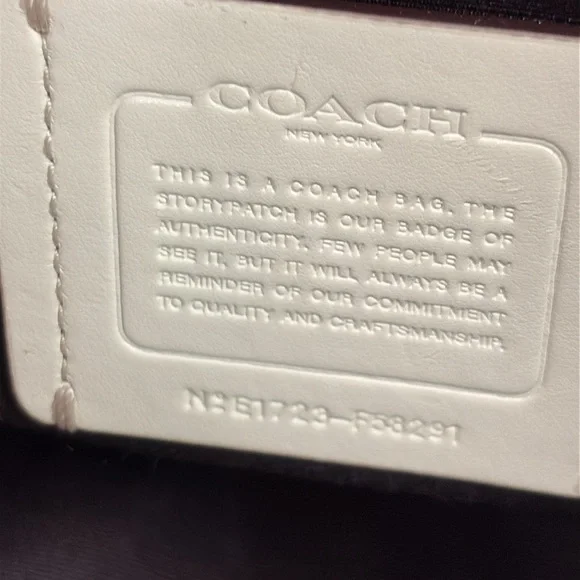 COACH
NEW YORK
THIS IS A COACH BAG. THE
STORYPATCH IS OUR BADGE OF
AUTHENTICITY. FEW PEOPLE MAY
SEE IT, BUT IT WILL ALWAYS BE A
REMINDER OF OUR COMMITMENT
TO QUALITY AND CRAFTSMANSHIP.
Nº E1723-F58291